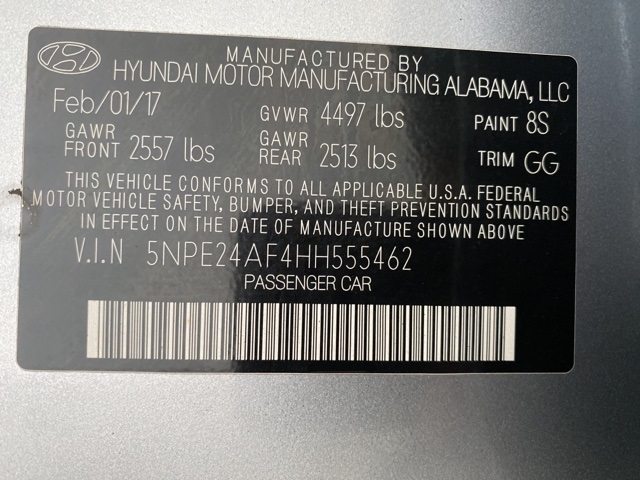 MANUFACTURED BY
HYUNDAI MOTOR MANUFACTURING ALABAMA, LLC
Feb/01/17 GVWR 4497 lbs PAINT 8S
GAWR FRONT 2557 lbs GAWR REAR 2513 lbs TRIM GG
THIS VEHICLE CONFORMS TO ALL APPLICABLE U.S.A. FEDERAL
MOTOR VEHICLE SAFETY, BUMPER, AND THEFT PREVENTION STANDARDS
IN EFFECT ON THE DATE OF MANUFACTURE SHOWN ABOVE
V.I.N 5NPE24AF4HH555462
PASSENGER CAR